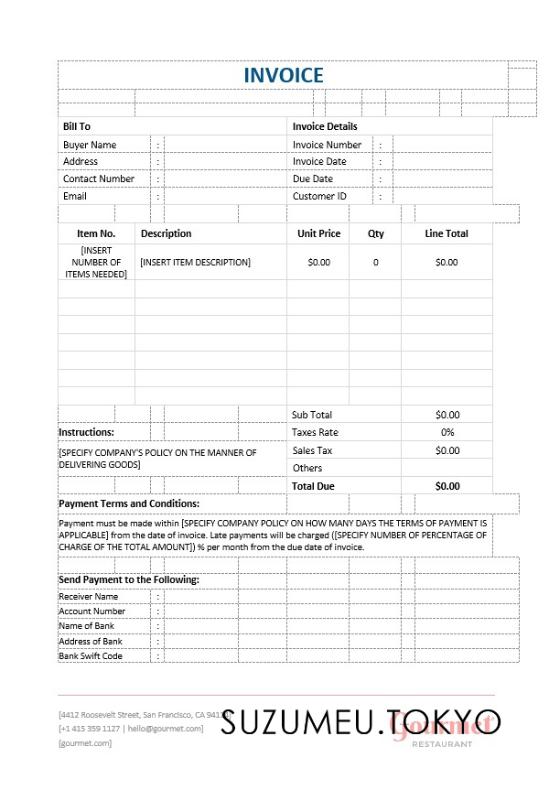 INVOICE
Bill To Invoice Details
Buyer Name : Invoice Number :
Address : Invoice Date :
Contact Number : Due Date :
Email : Customer ID :
Item No. Description Unit Price Qty Line Total
[INSERT
NUMBER OF
ITEMS NEEDED] [INSERT ITEM DESCRIPTION] $0.00 0 $0.00
Sub Total $0.00
Instructions: Taxes Rate 0%
[SPECIFY COMPANY'S POLICY ON THE MANNER OF
DELIVERING GOODS]
Sales Tax $0.00
Others
Total Due $0.00
Payment Terms and Conditions:
Payment must be made within [SPECIFY COMPANY POLICY ON HOW MANY DAYS THE TERMS OF PAYMENT IS
APPLICABLE] from the date of invoice. Late payments will be charged ([SPECIFY NUMBER OF PERCENTAGE OF
CHARGE OF THE TOTAL AMOUNT]) % per month from the due date of invoice.
Send Payment to the Following:
Receiver Name :
Account Number :
Name of Bank :
Address of Bank :
Bank Swift Code :
[4412 Roosevelt Street, San Francisco, CA
[+1 415 359 1127 | hello@gourmet.com]
[gourmet.com]
SUZUMEU.TOKYO
Gourmet
RESTAURANT